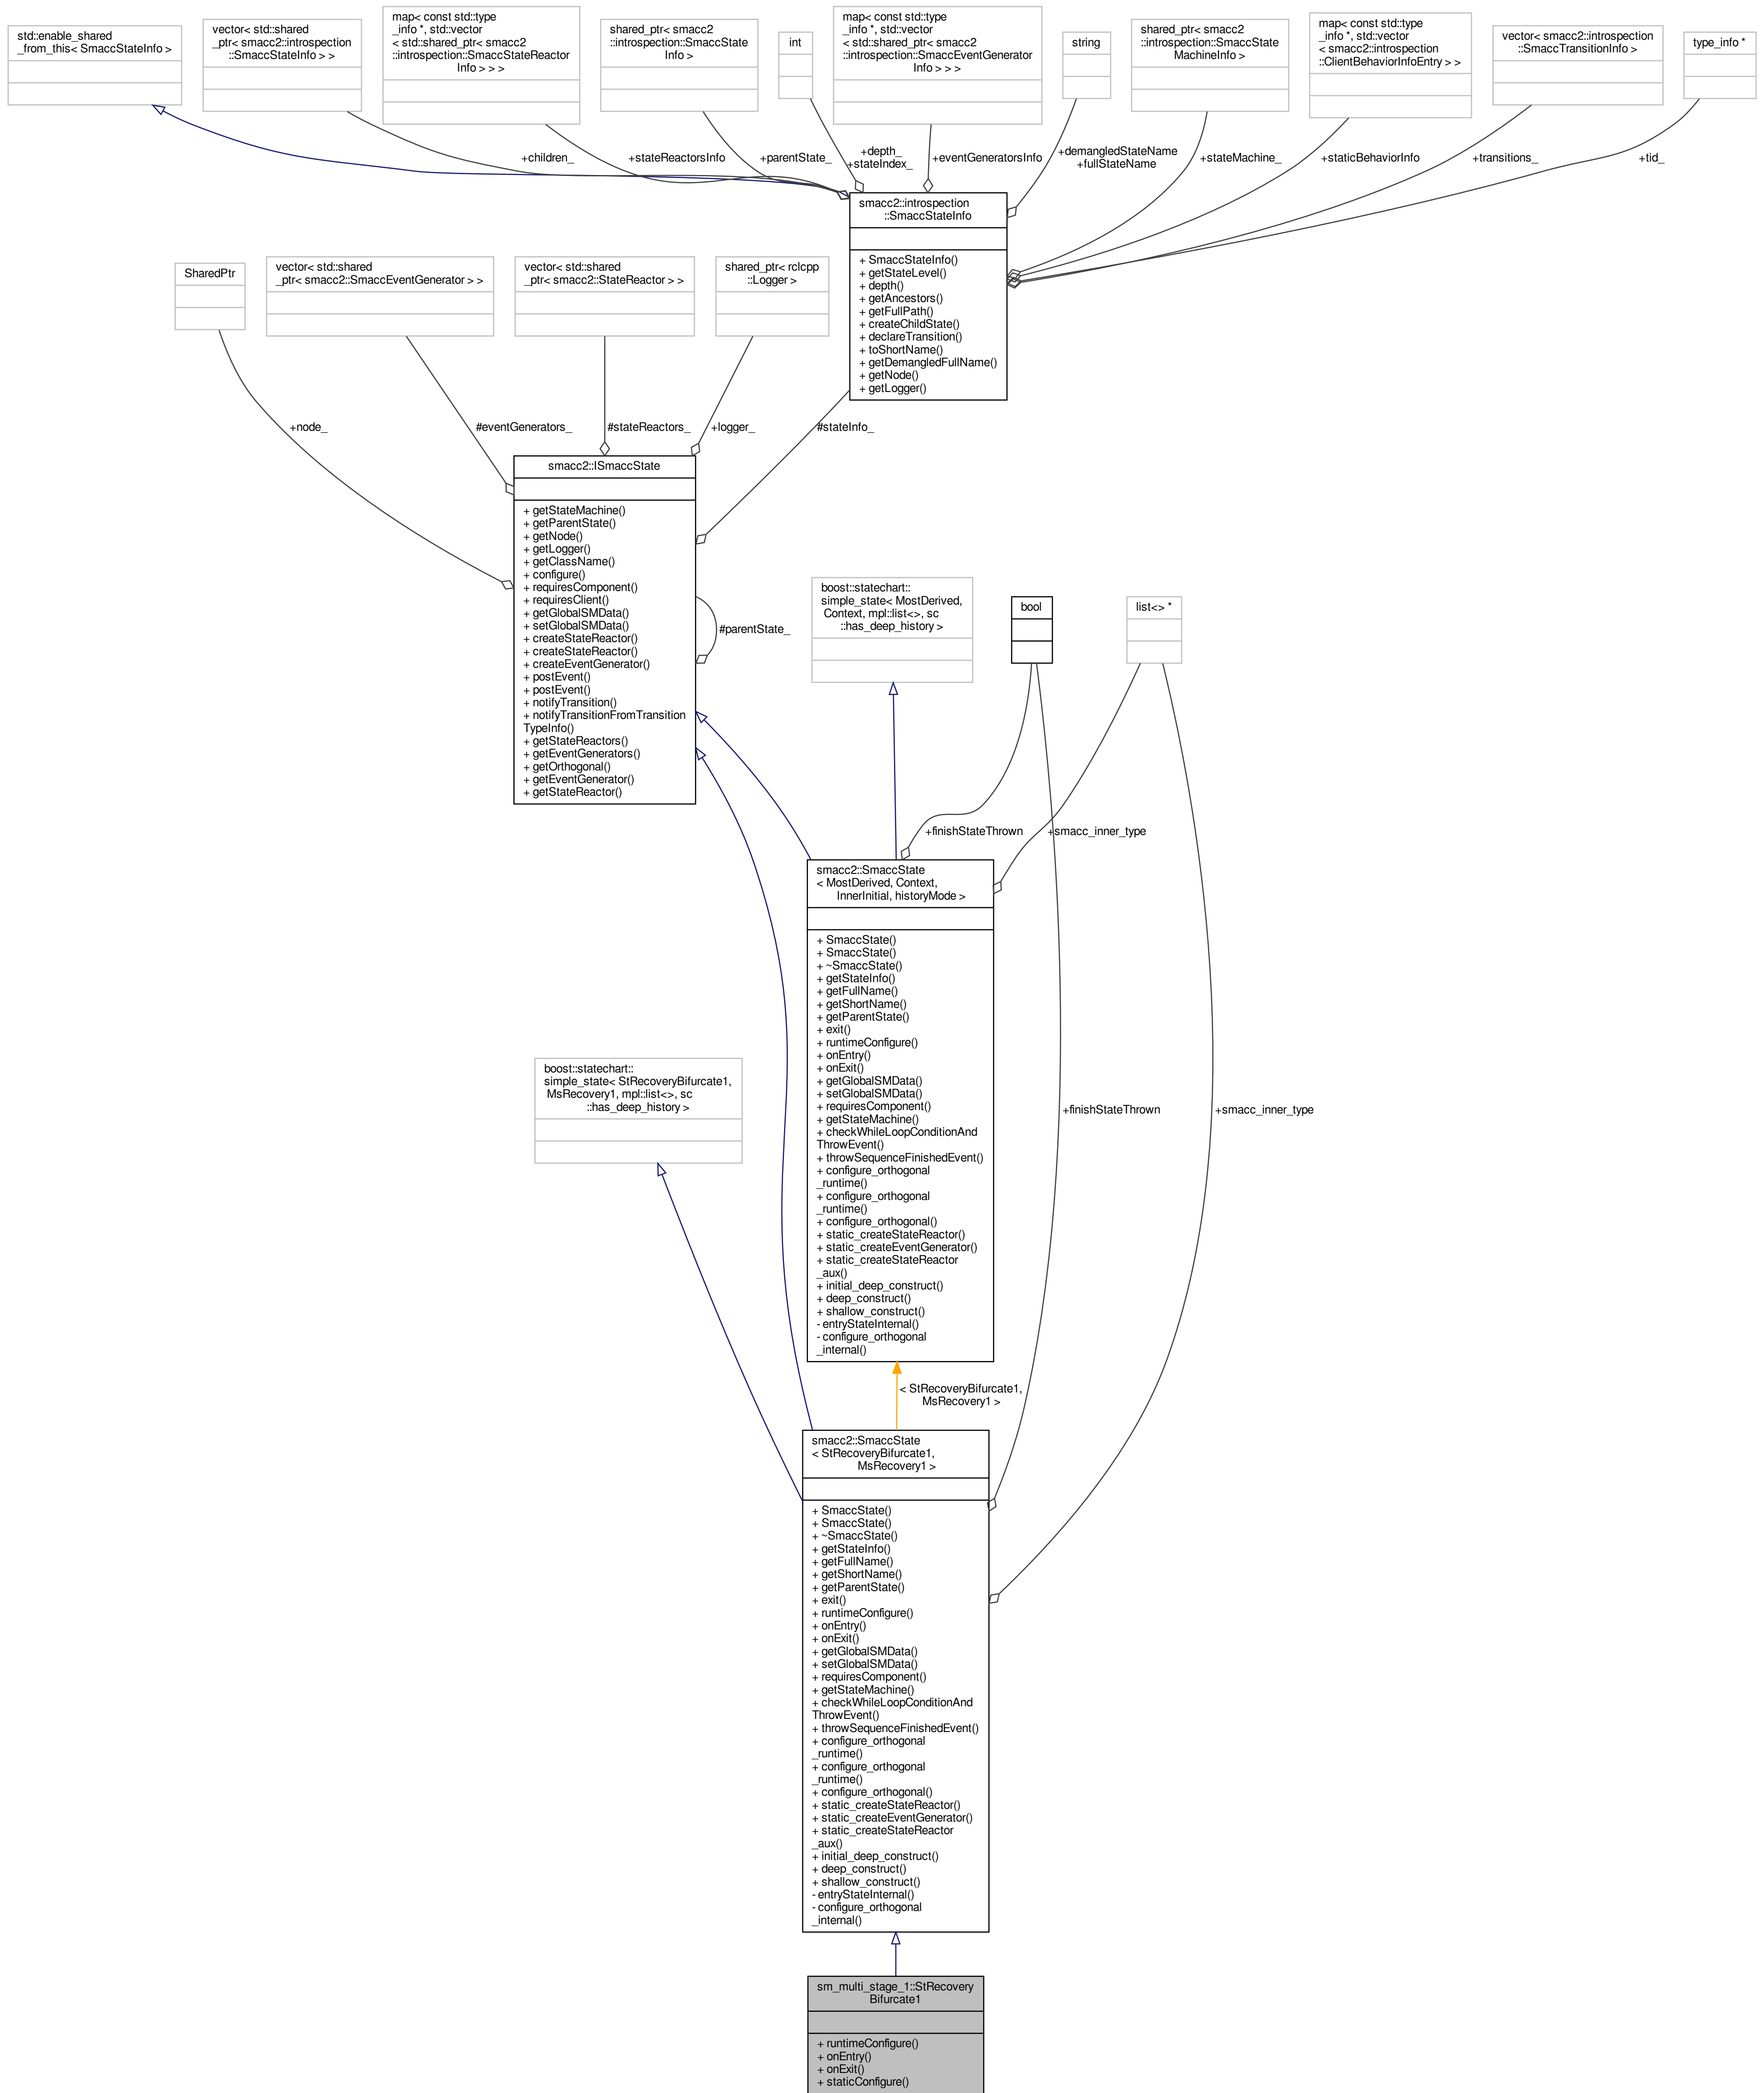 std::enable_shared
_from_this< SmaccStateInfo >
vector< std::shared
_ptr< smacc2::introspection
::SmaccStateInfo > >
map< const std::type
_info *, std::vector
< std::shared_ptr< smacc2
::introspection::SmaccStateReactor
Info > > >
shared_ptr< smacc2
::introspection::SmaccState
Info >
int
map< const std::type
_info *, std::vector
< std::shared_ptr< smacc2
::introspection::SmaccEventGenerator
Info > > >
string
shared_ptr< smacc2
::introspection::SmaccState
MachineInfo >
map< const std::type
_info *, std::vector
< smacc2::introspection
::ClientBehaviorInfoEntry > >
vector< smacc2::introspection
::SmaccTransitionInfo >
type_info *
+children_
+stateReactorsInfo
+parentState_
+depth_
+stateIndex_
+eventGeneratorsInfo
+demangledStateName
+fullStateName
+stateMachine_
+staticBehaviorInfo
+transitions_
+tid_
smacc2::introspection
::SmaccStateInfo
+ SmaccStateInfo()
+ getStateLevel()
+ depth()
+ getAncestors()
+ getFullPath()
+ createChildState()
+ declareTransition()
+ toShortName()
+ getDemangledFullName()
+ getNode()
+ getLogger()
SharedPtr
vector< std::shared
_ptr< smacc2::SmaccEventGenerator > >
vector< std::shared
_ptr< smacc2::StateReactor > >
shared_ptr< rclcpp
::Logger >
+node_
#eventGenerators_
#stateReactors_
+logger_
#stateInfo_
smacc2::ISmaccState
+ getStateMachine()
+ getParentState()
+ getNode()
+ getLogger()
+ getClassName()
+ configure()
+ requiresComponent()
+ requiresClient()
+ getGlobalSMData()
+ setGlobalSMData()
+ createStateReactor()
+ createStateReactor()
+ createEventGenerator()
+ postEvent()
+ postEvent()
+ notifyTransition()
+ notifyTransitionFromTransition
TypeInfo()
+ getStateReactors()
+ getEventGenerators()
+ getOrthogonal()
+ getEventGenerator()
+ getStateReactor()
#parentState_
boost::statechart::
simple_state< MostDerived,
Context, mpl::list<>, sc
::has_deep_history >
bool
list<> *
+finishStateThrown
+smacc_inner_type
smacc2::SmaccState
< MostDerived, Context,
InnerInitial, historyMode >
+ SmaccState()
+ SmaccState()
+ ~SmaccState()
+ getStateInfo()
+ getFullName()
+ getShortName()
+ getParentState()
+ exit()
+ runtimeConfigure()
+ onEntry()
+ onExit()
+ getGlobalSMData()
+ setGlobalSMData()
+ requiresComponent()
+ getStateMachine()
+ checkWhileLoopConditionAnd
ThrowEvent()
+ throwSequenceFinishedEvent()
+ configure_orthogonal
_runtime()
+ configure_orthogonal
_runtime()
+ configure_orthogonal()
+ static_createStateReactor()
+ static_createEventGenerator()
+ static_createStateReactor
_aux()
+ initial_deep_construct()
+ deep_construct()
+ shallow_construct()
- entryStateInternal()
- configure_orthogonal
_internal()
boost::statechart::
simple_state< StRecoveryBifurcate1,
MsRecovery1, mpl::list<>, sc
::has_deep_history >
+finishStateThrown
+smacc_inner_type
< StRecoveryBifurcate1,
MsRecovery1 >
smacc2::SmaccState
< StRecoveryBifurcate1,
MsRecovery1 >
+ SmaccState()
+ SmaccState()
+ ~SmaccState()
+ getStateInfo()
+ getFullName()
+ getShortName()
+ getParentState()
+ exit()
+ runtimeConfigure()
+ onEntry()
+ onExit()
+ getGlobalSMData()
+ setGlobalSMData()
+ requiresComponent()
+ getStateMachine()
+ checkWhileLoopConditionAnd
ThrowEvent()
+ throwSequenceFinishedEvent()
+ configure_orthogonal
_runtime()
+ configure_orthogonal
_runtime()
+ configure_orthogonal()
+ static_createStateReactor()
+ static_createEventGenerator()
+ static_createStateReactor
_aux()
+ initial_deep_construct()
+ deep_construct()
+ shallow_construct()
- entryStateInternal()
- configure_orthogonal
_internal()
sm_multi_stage_1::StRecovery
Bifurcate1
+ runtimeConfigure()
+ onEntry()
+ onExit()
+ staticConfigure()